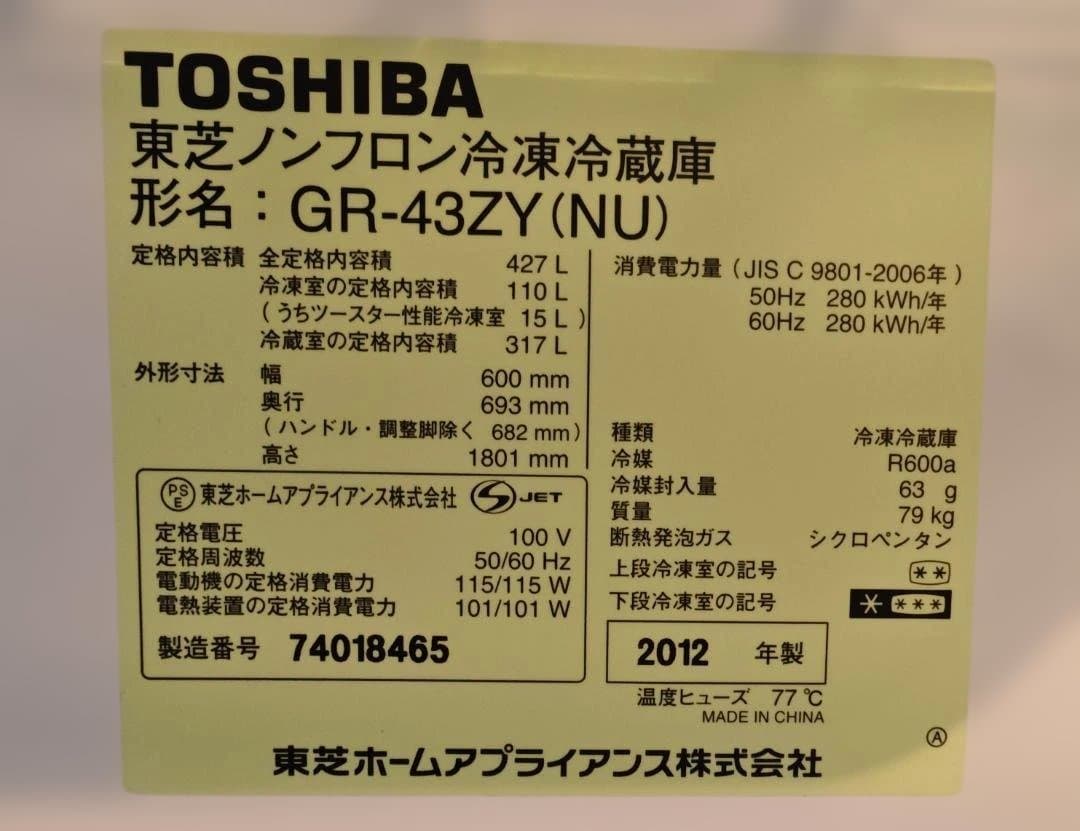 TOSHIBA
東芝ノンフロン冷凍冷蔵庫
形名：GR-43ZY(NU)
定格内容積 全定格内容積 427 L
冷凍室の定格内容積 110 L
(うちツースター性能冷凍室 15 L)
冷蔵室の定格内容積 317 L
外形寸法 幅 600 mm
奥行 693 mm
(ハンドル・調整脚除く 682 mm)
高さ 1801 mm
PSE 東芝ホームアプライアンス株式会社 S JET
定格電圧 100 V
定格周波数 50/60 Hz
電動機の定格消費電力 115/115 W
電熱装置の定格消費電力 101/101 W
製造番号 74018465
消費電力量 (JIS C 9801-2006年)
50Hz 280 kWh/年
60Hz 280 kWh/年
種類 冷凍冷蔵庫
冷媒 R600a
冷媒封入量 63 g
質量 79 kg
断熱発泡ガス シクロペンタン
上段冷凍室の記号 **
下段冷凍室の記号 * ***
2012 年製
温度ヒューズ 77℃
MADE IN CHINA
Ⓐ
東芝ホームアプライアンス株式会社